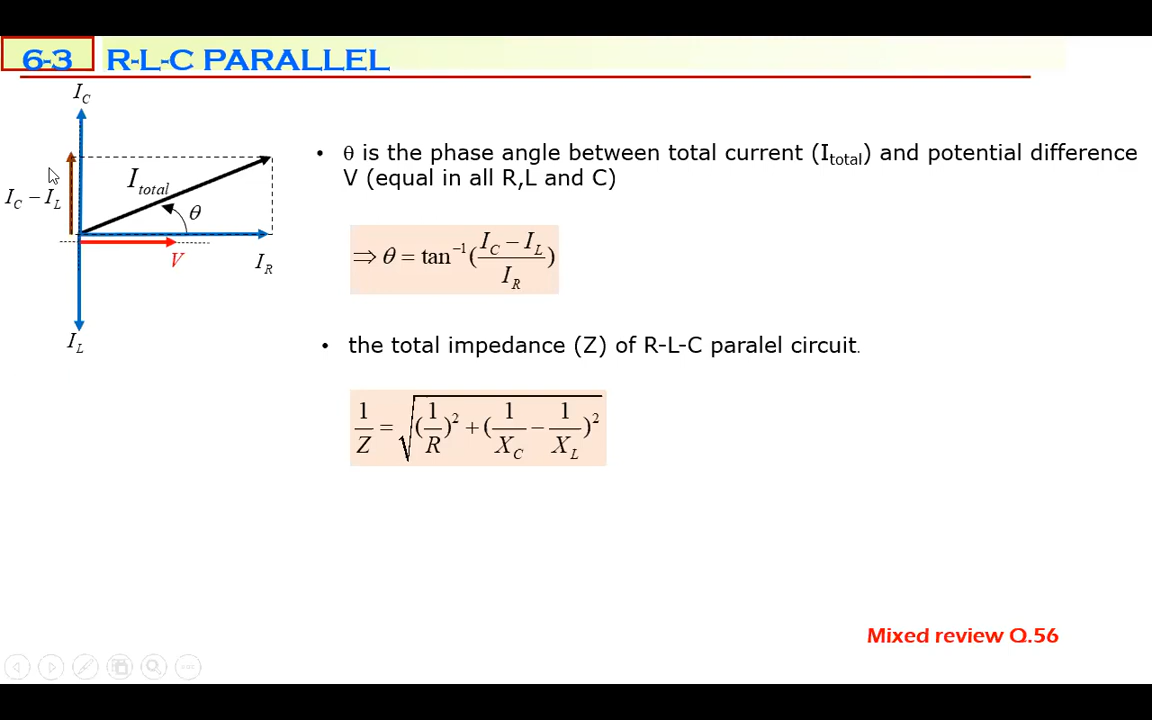 6-3 R-L-C PARALLEL
I_C
I_C − I_L
I_total
θ
V
I_R
I_L
• θ is the phase angle between total current (I_total) and potential difference
V (equal in all R,L and C)
⇒ θ = tan⁻¹((I_C − I_L)/I_R)
• the total impedance (Z) of R-L-C paralel circuit.
1/Z = √((1/R)² + (1/X_C − 1/X_L)²)
Mixed review Q.56